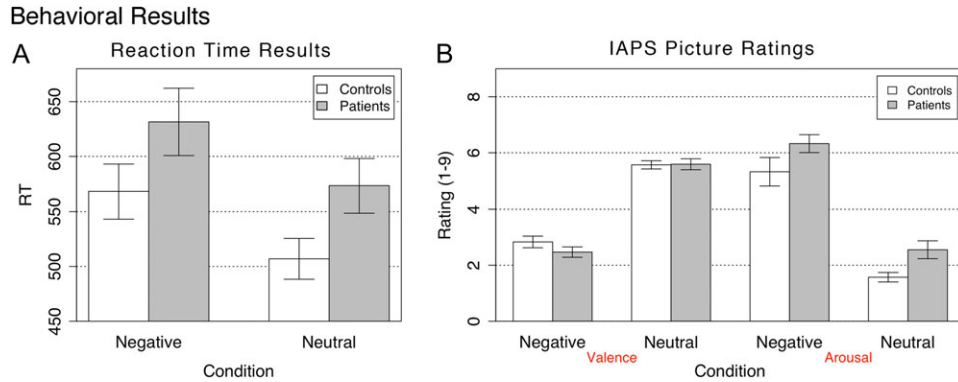 Behavioral Results
A
Reaction Time Results
Controls
Patients
RT
650
600
550
500
450
Negative
Neutral
Condition
B
IAPS Picture Ratings
Controls
Patients
Rating (1-9)
8
6
4
2
0
Negative
Neutral
Negative
Neutral
Valence
Arousal
Condition